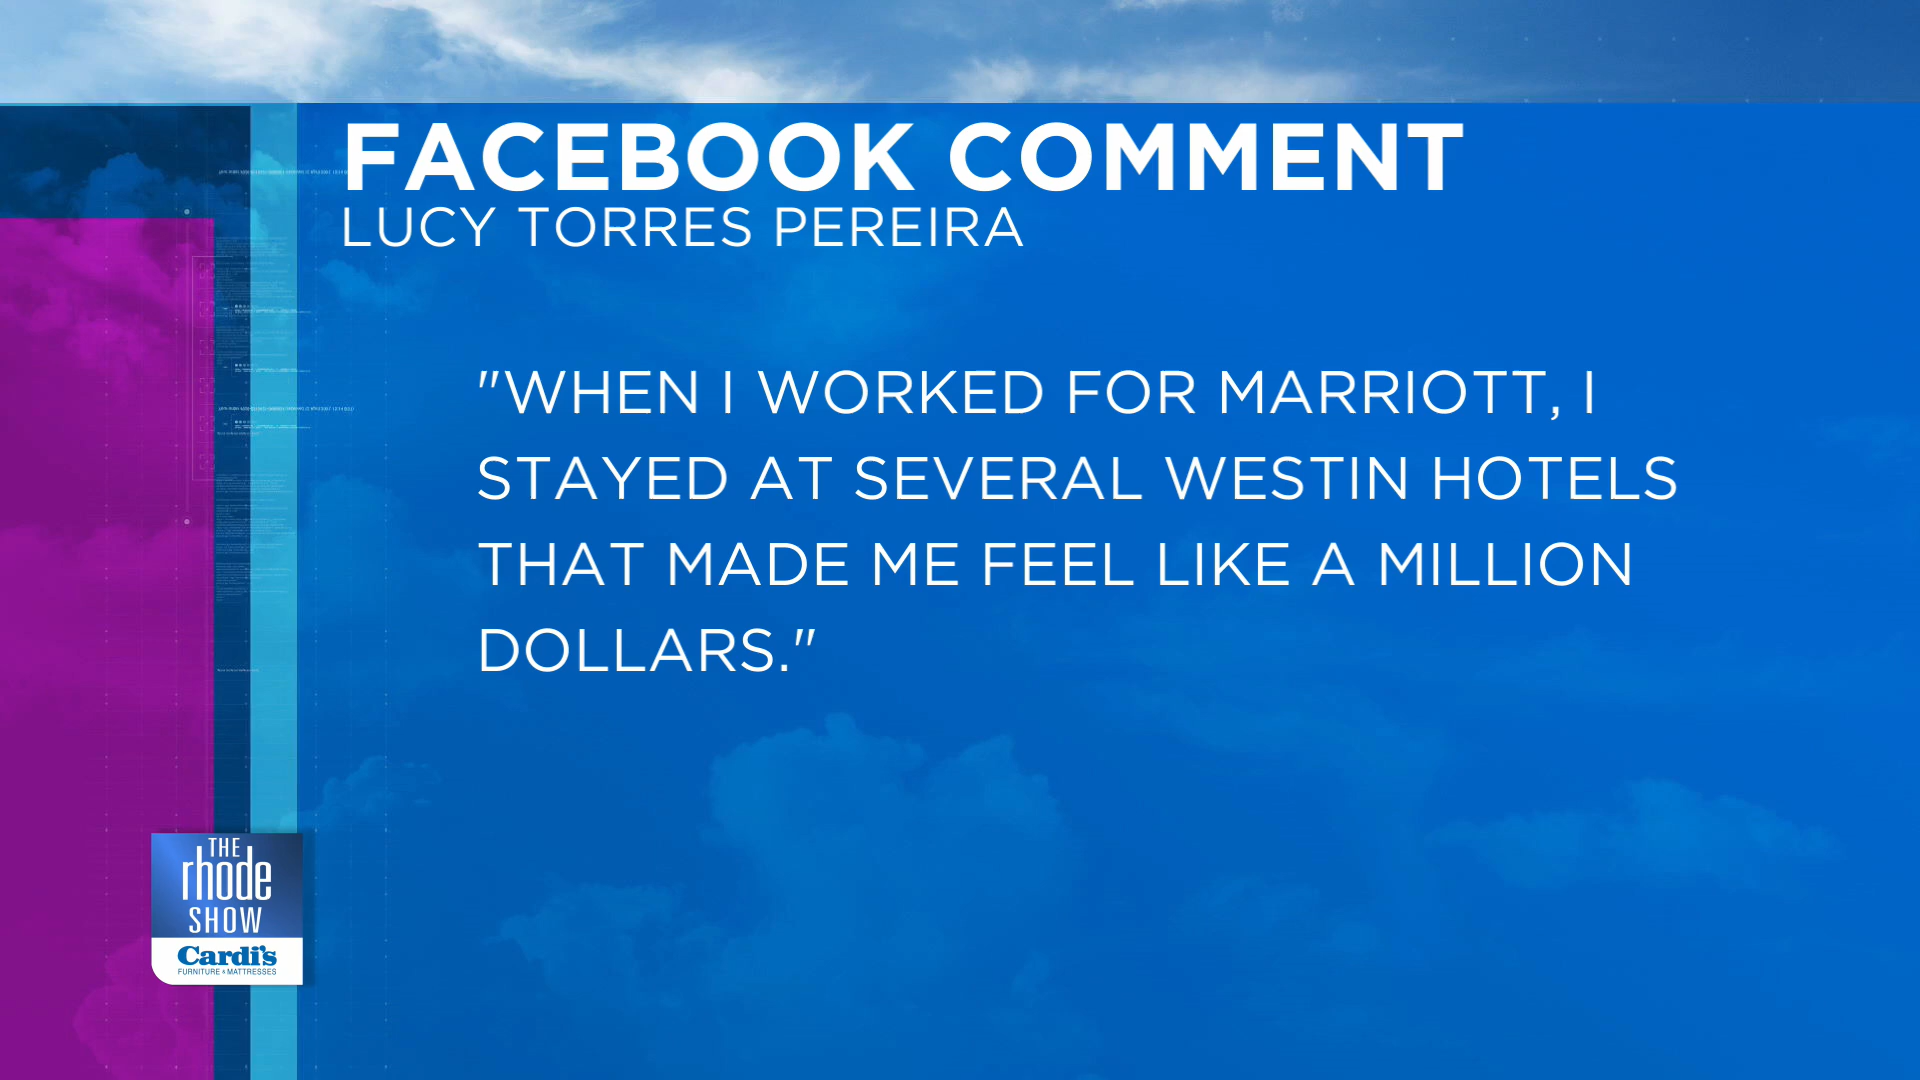 FACEBOOK COMMENT
LUCY TORRES PEREIRA
"WHEN I WORKED FOR MARRIOTT, I
STAYED AT SEVERAL WESTIN HOTELS
THAT MADE ME FEEL LIKE A MILLION
DOLLARS."
THE
rhode
SHOW
Cardi's
FURNITURE & MATTRESSES